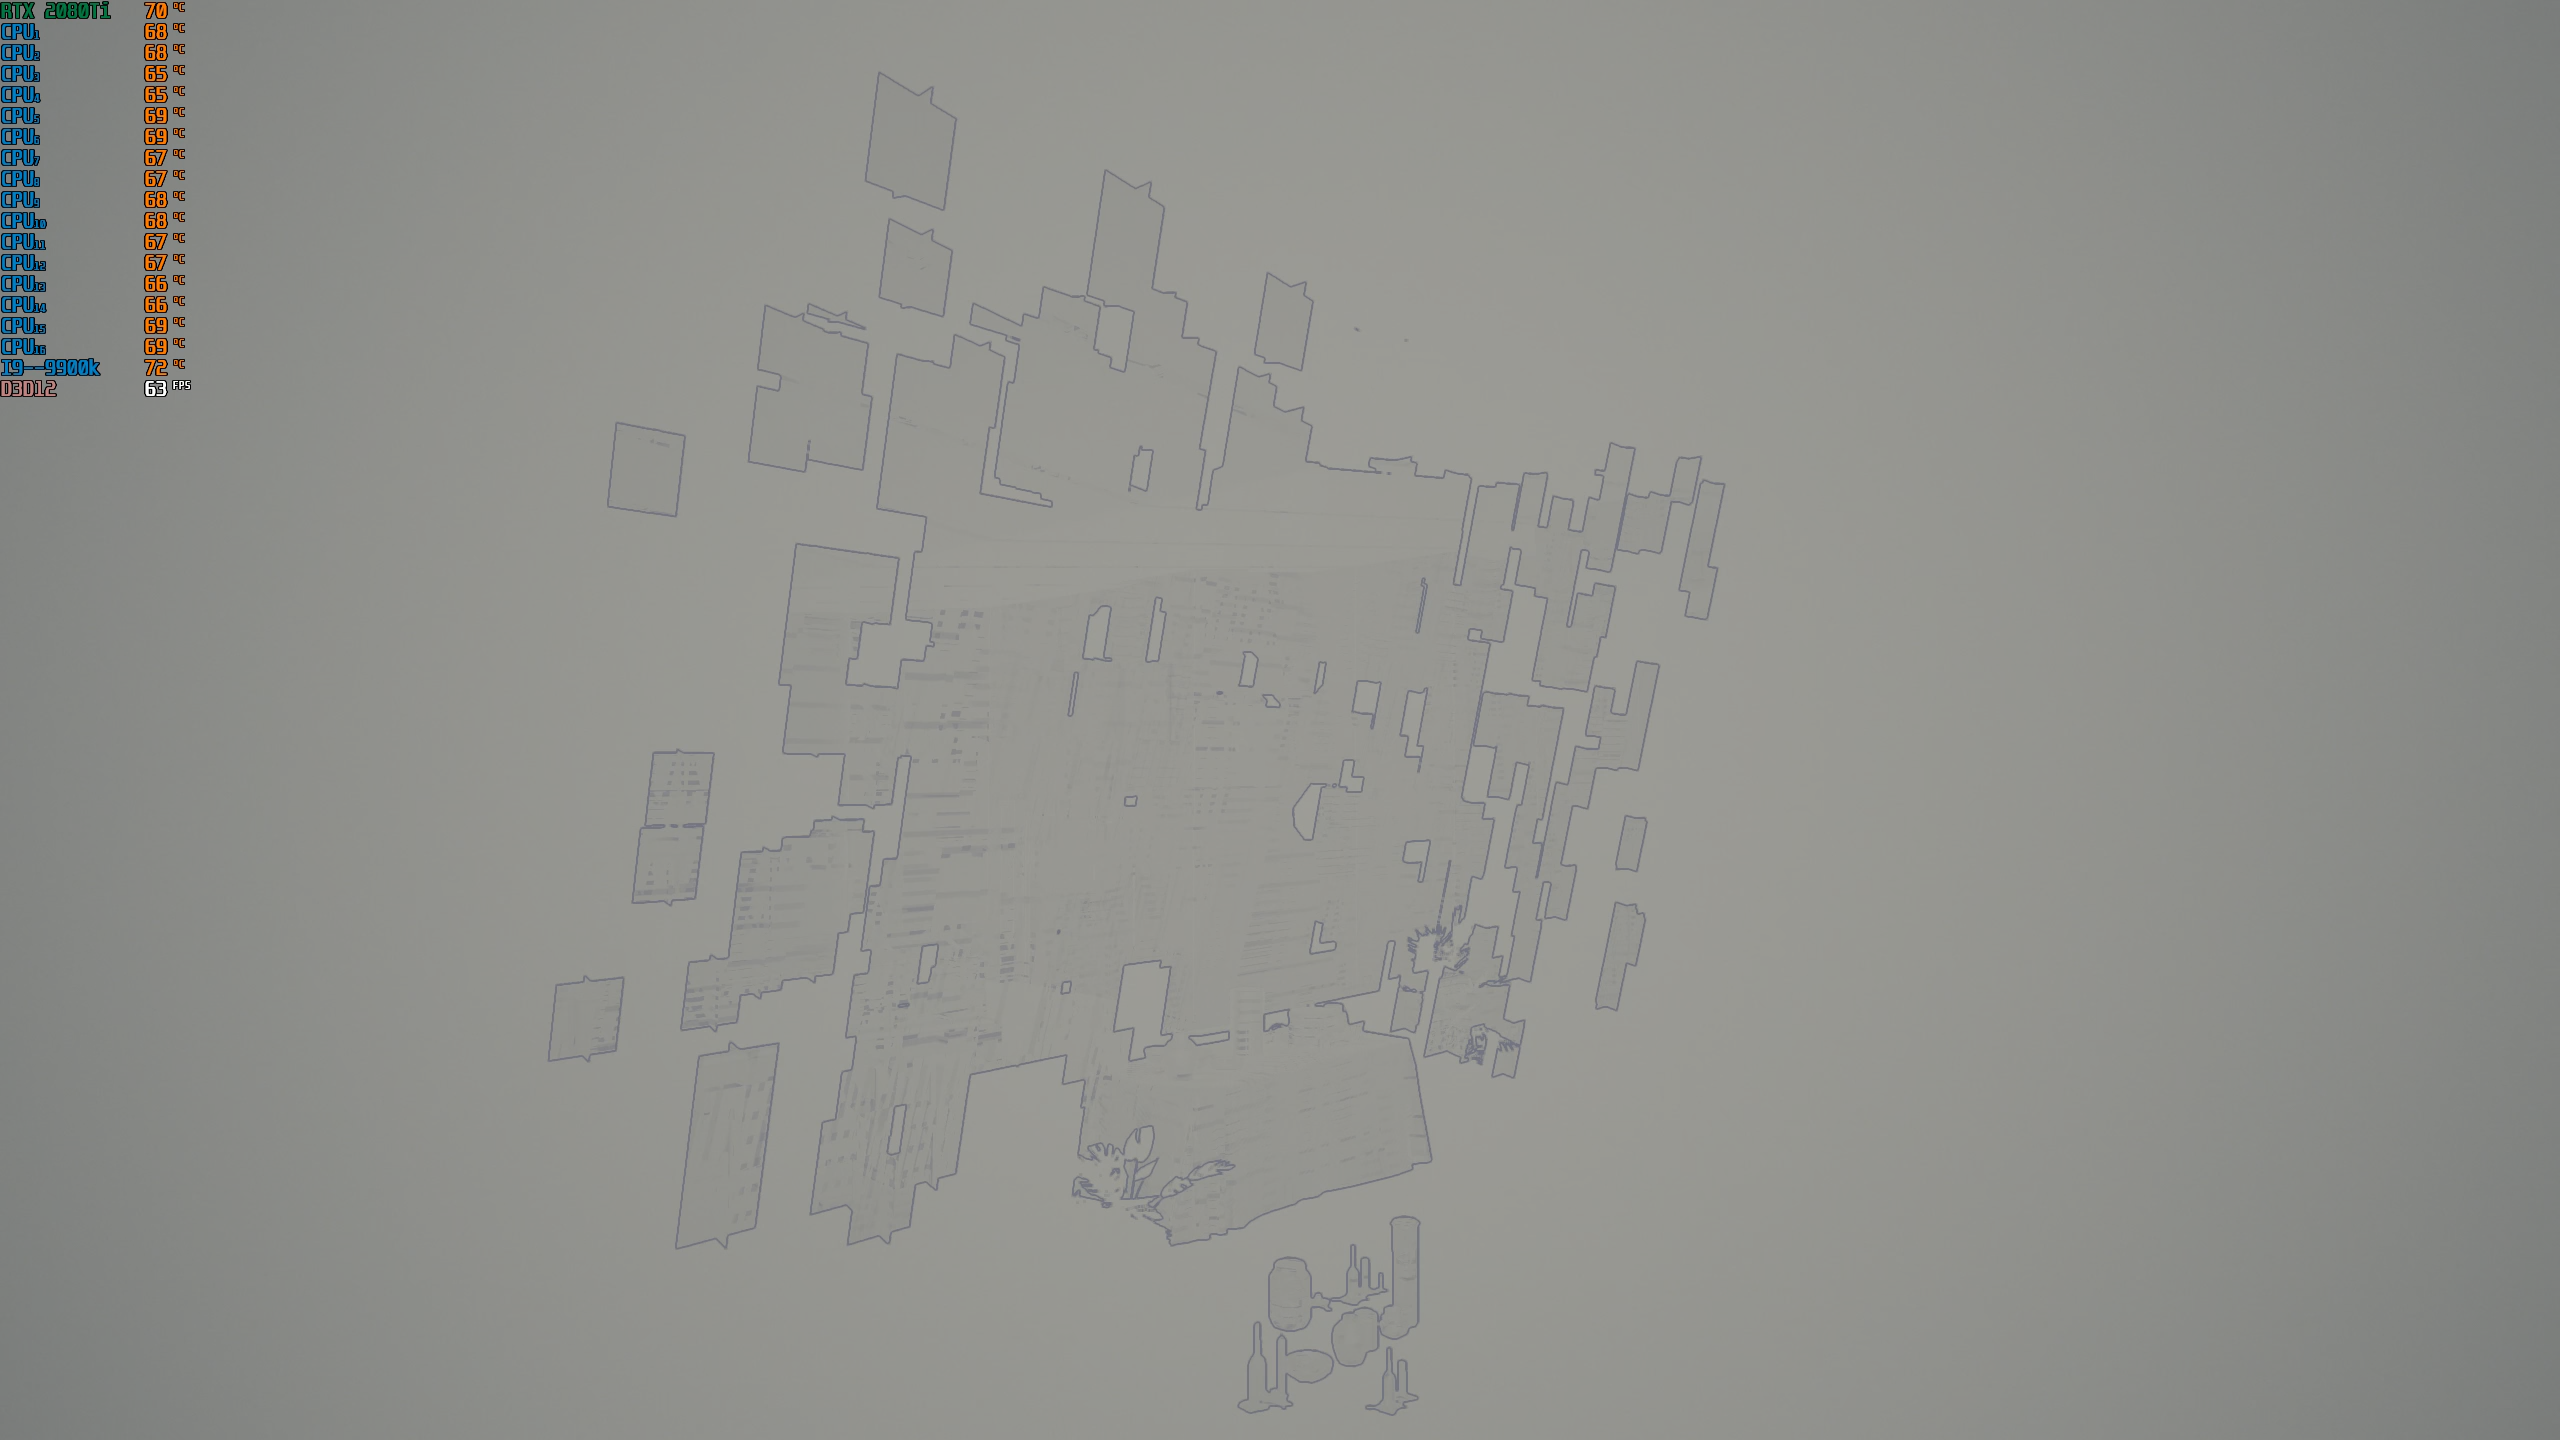 RTX 2080Ti 70 °C
CPU1 68 °C
CPU2 68 °C
CPU3 65 °C
CPU4 65 °C
CPU5 69 °C
CPU6 69 °C
CPU7 67 °C
CPU8 67 °C
CPU9 68 °C
CPU10 68 °C
CPU11 67 °C
CPU12 67 °C
CPU13 66 °C
CPU14 66 °C
CPU15 69 °C
CPU16 69 °C
I9--9900k 72 °C
D3D12 63 FPS